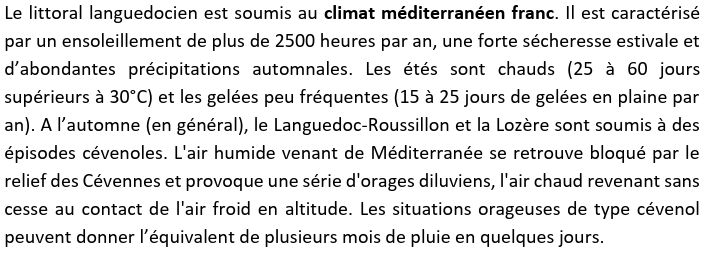 Le littoral languedocien est soumis au climat méditerranéen franc. Il est caractérisé
par un ensoleillement de plus de 2500 heures par an, une forte sécheresse estivale et
d’abondantes précipitations automnales. Les étés sont chauds (25 à 60 jours
supérieurs à 30°C) et les gelées peu fréquentes (15 à 25 jours de gelées en plaine par
an). A l’automne (en général), le Languedoc-Roussillon et la Lozère sont soumis à des
épisodes cévenoles. L'air humide venant de Méditerranée se retrouve bloqué par le
relief des Cévennes et provoque une série d'orages diluviens, l'air chaud revenant sans
cesse au contact de l'air froid en altitude. Les situations orageuses de type cévenol
peuvent donner l’équivalent de plusieurs mois de pluie en quelques jours.